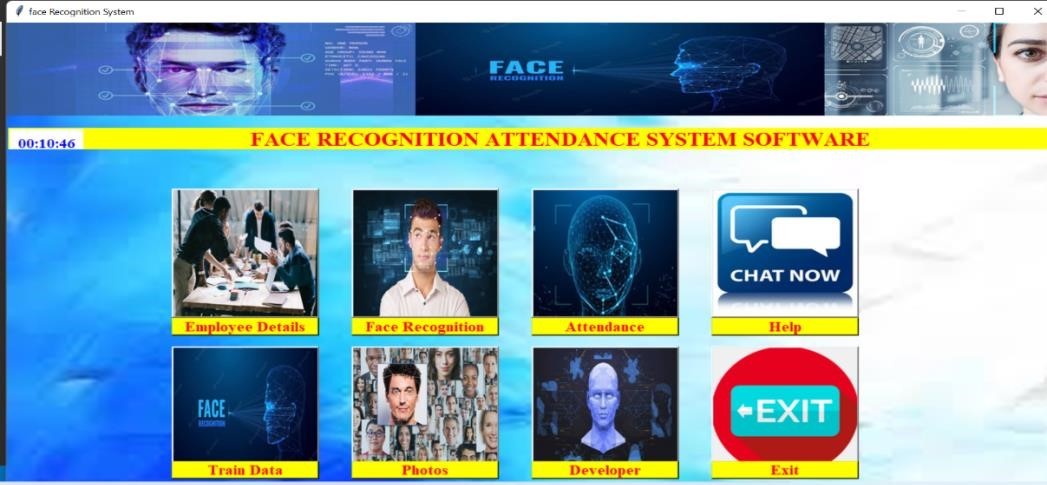 face Recognition System
FACE
RECOGNITION
00:10:46
FACE RECOGNITION ATTENDANCE SYSTEM SOFTWARE
CHAT NOW
Employee Details
Face Recognition
Attendance
Help
FACE
RECOGNITION
EXIT
Train Data
Photos
Developer
Exit